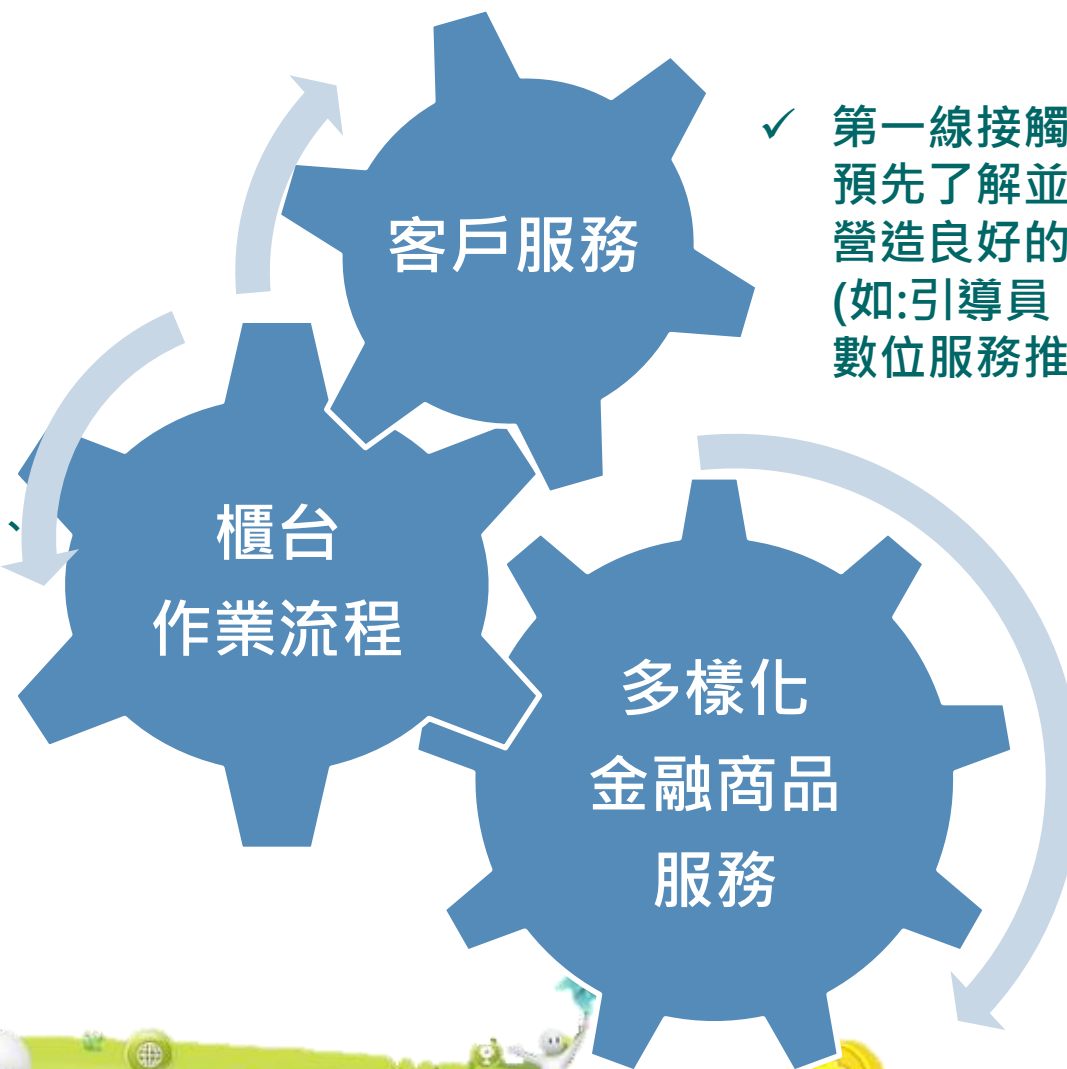 客戶服務
✓ 第一線接觸
預先了解並
營造良好的
(如:引導員
數位服務推
、
櫃台
作業流程
多樣化
金融商品
服務